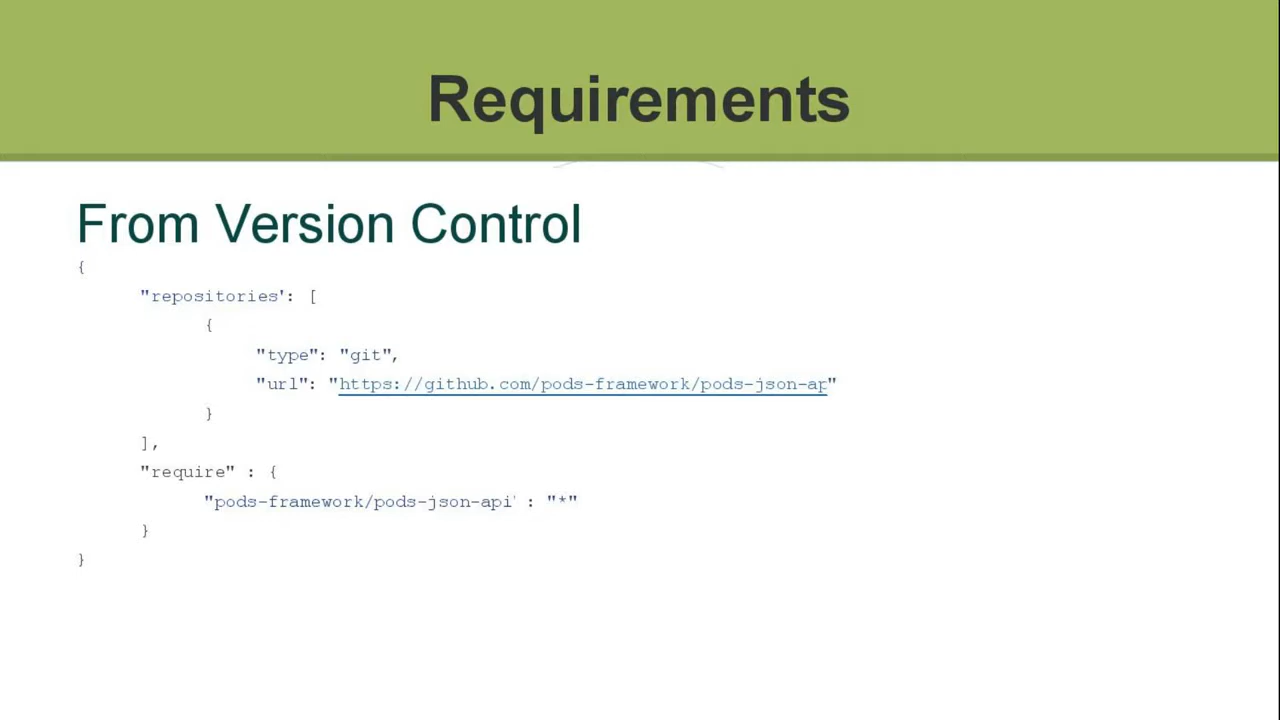 Requirements
From Version Control
{
"repositories': [
{
"type": "git",
"url": "https://github.com/pods-framework/pods-json-ap"
}
],
"require" : {
"pods-framework/pods-json-api' : "*"
}
}